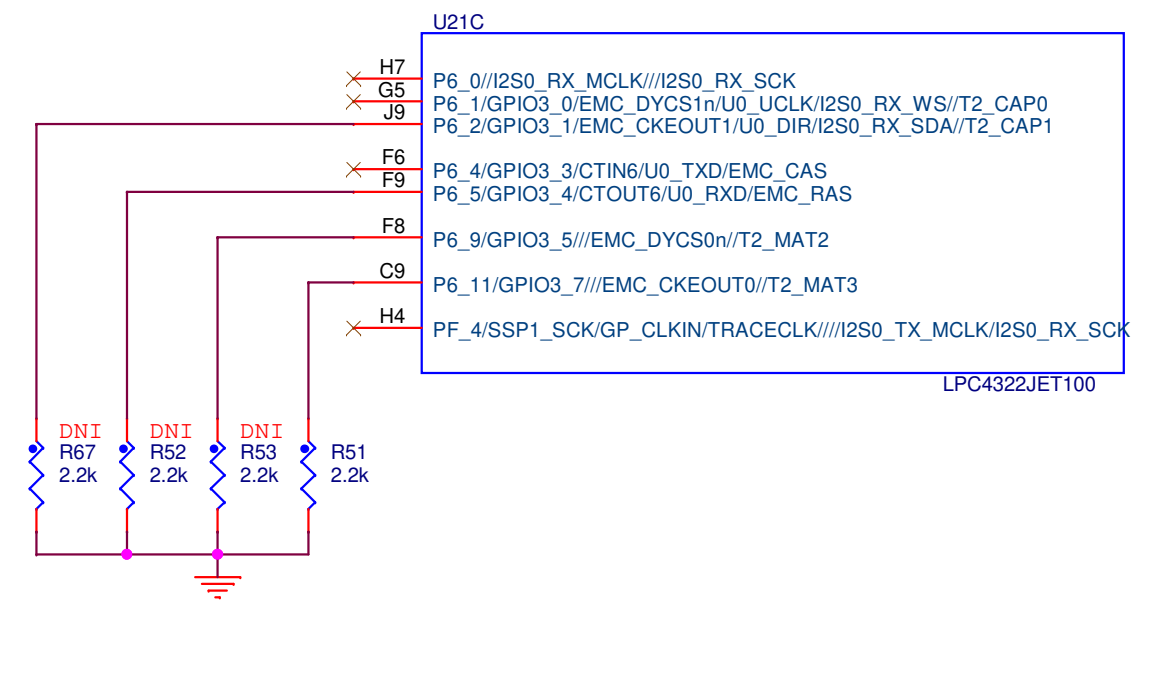 U21C
H7
P6_0//I2S0_RX_MCLK///I2S0_RX_SCK
G5
P6_1/GPIO3_0/EMC_DYCS1n/U0_UCLK/I2S0_RX_WS//T2_CAP0
J9
P6_2/GPIO3_1/EMC_CKEOUT1/U0_DIR/I2S0_RX_SDA//T2_CAP1
F6
P6_4/GPIO3_3/CTIN6/U0_TXD/EMC_CAS
F9
P6_5/GPIO3_4/CTOUT6/U0_RXD/EMC_RAS
F8
P6_9/GPIO3_5///EMC_DYCS0n//T2_MAT2
C9
P6_11/GPIO3_7///EMC_CKEOUT0//T2_MAT3
H4
PF_4/SSP1_SCK/GP_CLKIN/TRACECLK////I2S0_TX_MCLK/I2S0_RX_SCK
LPC4322JET100
DNI DNI DNI
R67 R52 R53 R51
2.2k 2.2k 2.2k 2.2k